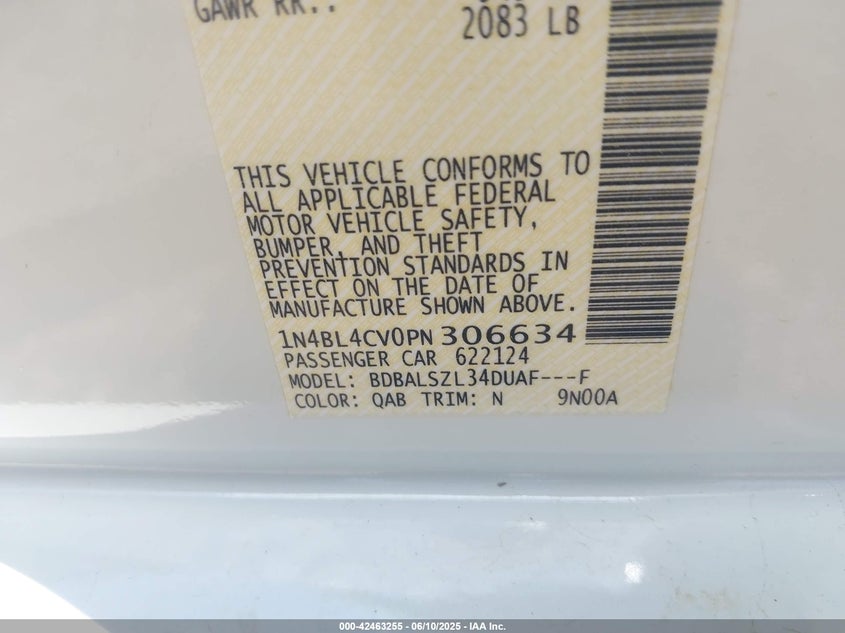 GAWR RR..
2083 LB
THIS VEHICLE CONFORMS TO
ALL APPLICABLE FEDERAL
MOTOR VEHICLE SAFETY,
BUMPER, AND THEFT
PREVENTION STANDARDS IN
EFFECT ON THE DATE OF
MANUFACTURE SHOWN ABOVE.
1N4BL4CV0PN306634
PASSENGER CAR 622124
MODEL: BDBALSZL34DUAF---F
COLOR: QAB TRIM: N 9N00A
000-42463255 - 06/10/2025 - IAA Inc.